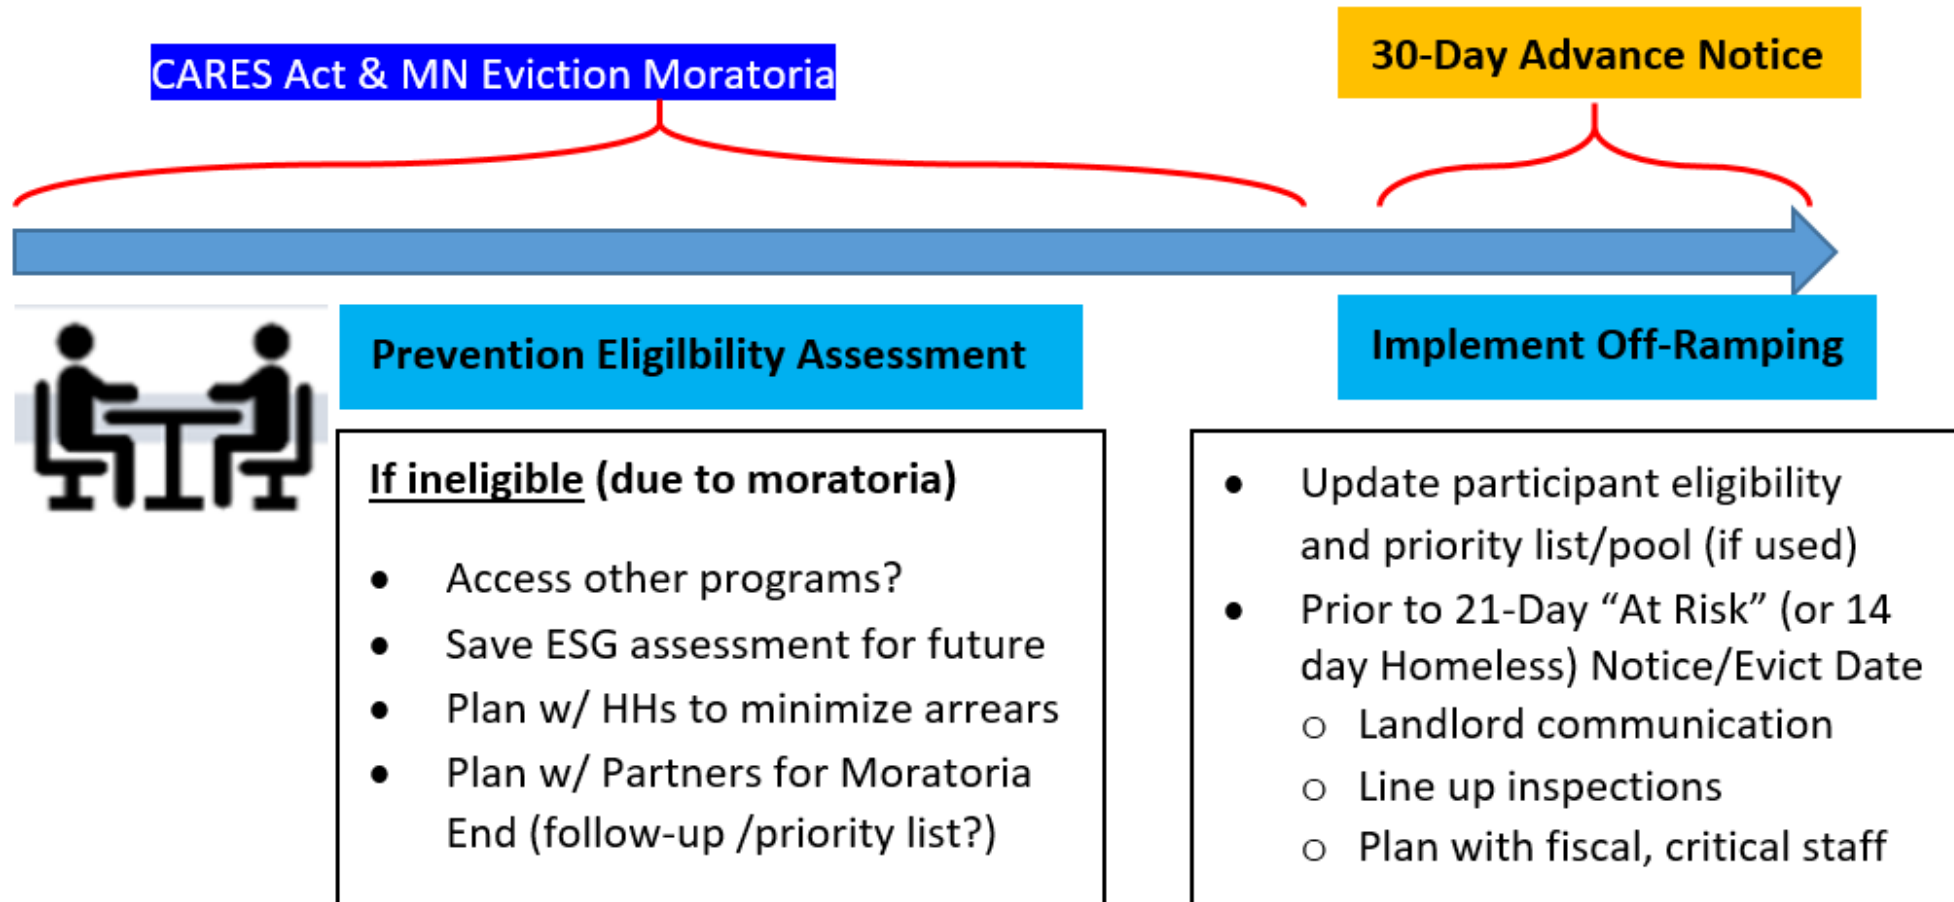 CARES Act & MN Eviction Moratoria
30-Day Advance Notice
Prevention Eligilbility Assessment
If ineligible (due to moratoria)
• Access other programs?
• Save ESG assessment for future
• Plan w/ HHs to minimize arrears
• Plan w/ Partners for Moratoria
End (follow-up /priority list?)
Implement Off-Ramping
• Update participant eligibility
and priority list/pool (if used)
• Prior to 21-Day “At Risk” (or 14
day Homeless) Notice/Evict Date
o Landlord communication
o Line up inspections
o Plan with fiscal, critical staff